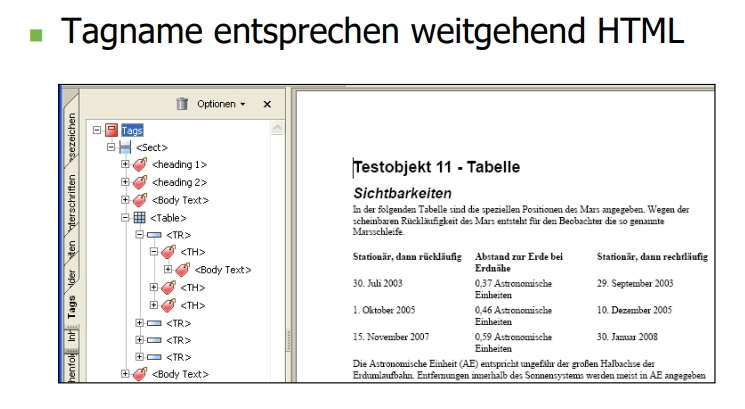 Tagname entsprechen weitgehend HTML
Optionen
Tags
<Sect>
<heading 1>
<heading 2>
<Body Text>
<Table>
<TR>
<TH>
<Body Text>
<TH>
<TH>
<TR>
<TR>
<TR>
<Body Text>
Tags
Testobjekt 11 - Tabelle
Sichtbarkeiten
In der folgenden Tabelle sind die speziellen Positionen des Mars angegeben. Wegen der
scheinbaren Rückläufigkeit des Mars entsteht für den Beobachter die so genannte
Marsschleife.
Stationär, dann rückläufig Abstand zur Erde bei Stationär, dann rechtläufig
Erdnähe
30. Juli 2003 0,37 Astronomische 29. September 2003
Einheiten
1. Oktober 2005 0,46 Astronomische 10. Dezember 2005
Einheiten
15. November 2007 0,59 Astronomische 30. Januar 2008
Einheiten
Die Astronomische Einheit (AE) entspricht ungefähr der großen Halbachse der
Erdumlaufbahn. Entfernungen innerhalb des Sonnensystems werden meist in AE angegeben